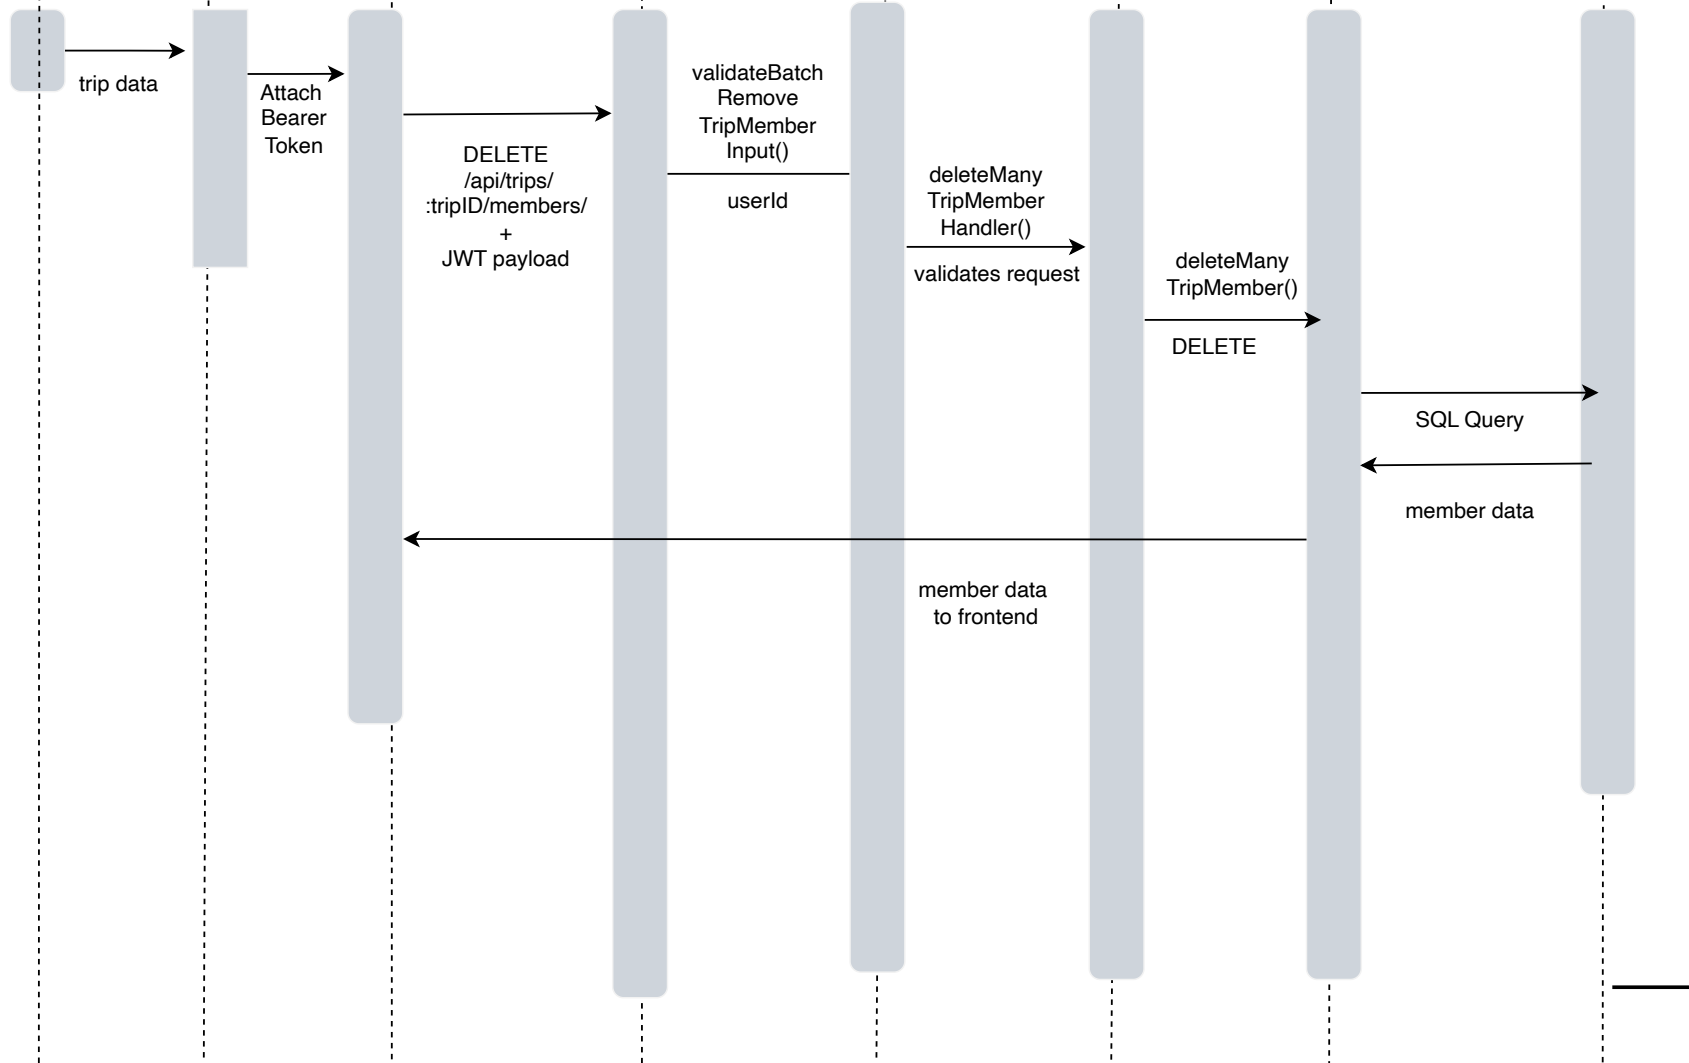 trip data
Attach
Bearer
Token
DELETE
/api/trips/
:tripID/members/
+
JWT payload
validateBatch
Remove
TripMember
Input()
userId
deleteMany
TripMember
Handler()
validates request
deleteMany
TripMember()
DELETE
SQL Query
member data
member data
to frontend